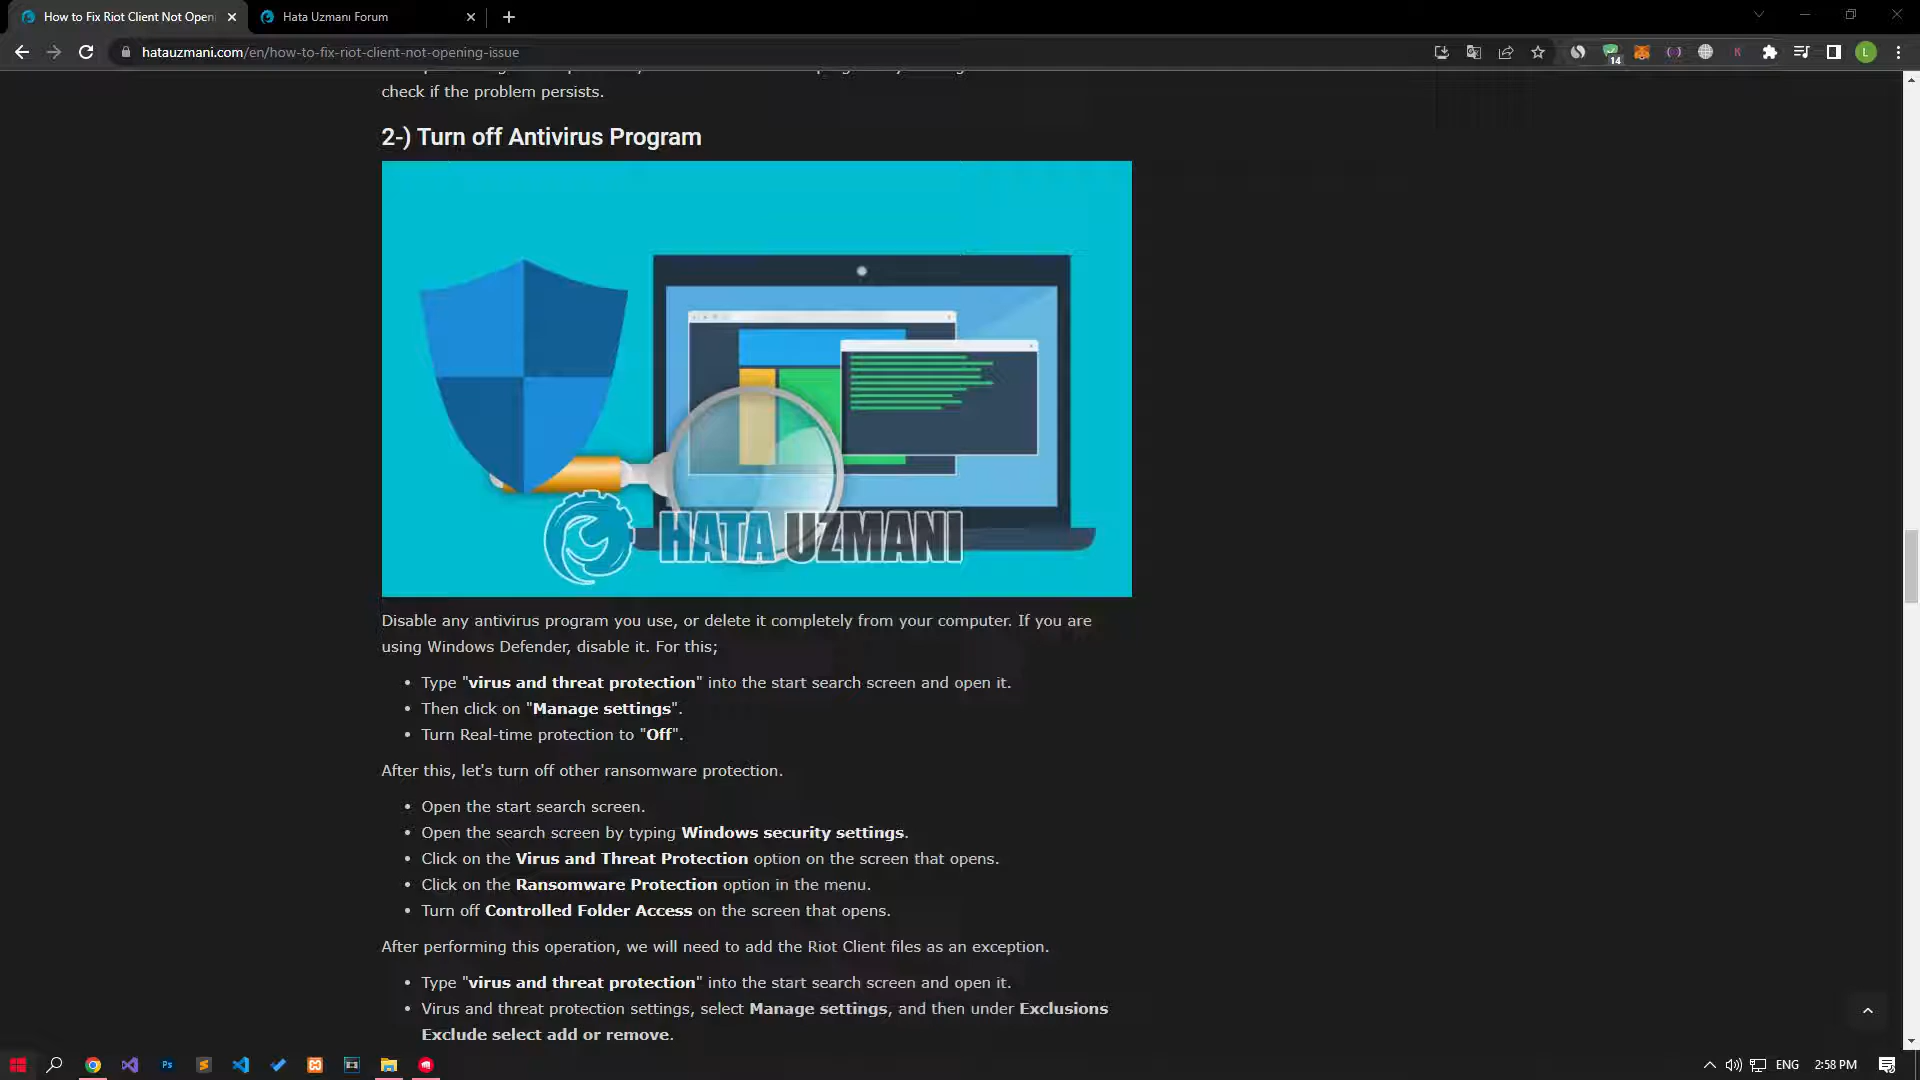 How to Fix Riot Client Not Open
Hata Uzmanı Forum
hatauzmani.com/en/how-to-fix-riot-client-not-opening-issue
14
L
check if the problem persists.
2-) Turn off Antivirus Program
HATA UZMANI
Disable any antivirus program you use, or delete it completely from your computer. If you are
using Windows Defender, disable it. For this;
• Type "virus and threat protection" into the start search screen and open it.
• Then click on "Manage settings".
• Turn Real-time protection to "Off".
After this, let's turn off other ransomware protection.
• Open the start search screen.
• Open the search screen by typing Windows security settings.
• Click on the Virus and Threat Protection option on the screen that opens.
• Click on the Ransomware Protection option in the menu.
• Turn off Controlled Folder Access on the screen that opens.
After performing this operation, we will need to add the Riot Client files as an exception.
• Type "virus and threat protection" into the start search screen and open it.
• Virus and threat protection settings, select Manage settings, and then under Exclusions
Exclude select add or remove.
Ps
ENG
2:58 PM